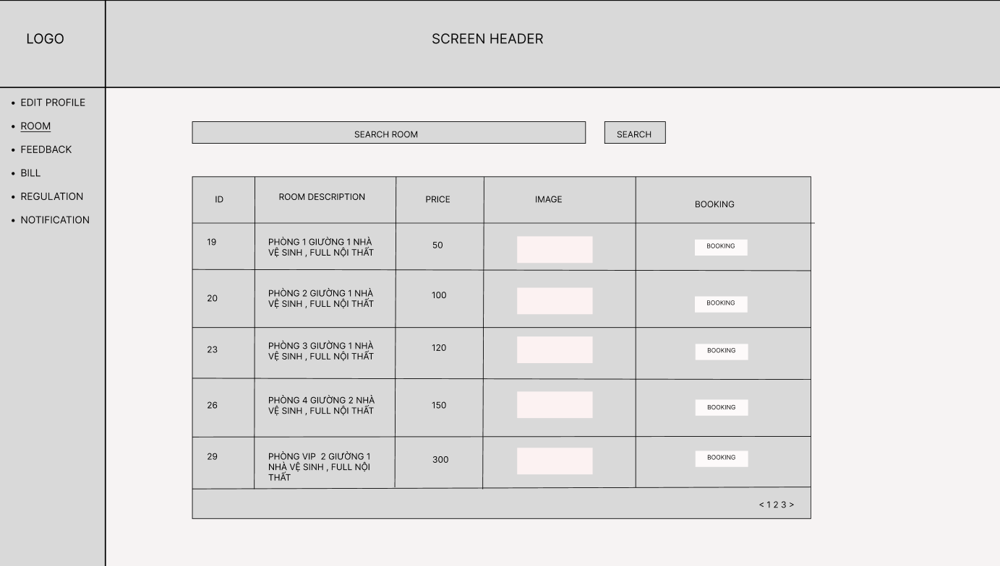 LOGO
SCREEN HEADER
EDIT PROFILE
ROOM
FEEDBACK
BILL
REGULATION
NOTIFICATION
SEARCH ROOM
SEARCH
ID
ROOM DESCRIPTION
PRICE
IMAGE
BOOKING
19
PHÒNG 1 GIƯỜNG 1 NHÀ
VỆ SINH , FULL NỘI THẤT
50
BOOKING
20
PHÒNG 2 GIƯỜNG 1 NHÀ
VỆ SINH , FULL NỘI THẤT
100
BOOKING
23
PHÒNG 3 GIƯỜNG 1 NHÀ
VỆ SINH , FULL NỘI THẤT
120
BOOKING
26
PHÒNG 4 GIƯỜNG 2 NHÀ
VỆ SINH , FULL NỘI THẤT
150
BOOKING
29
PHÒNG VIP  2 GIƯỜNG 1
NHÀ VỆ SINH , FULL NỘI
THẤT
300
BOOKING
< 1 2 3 >